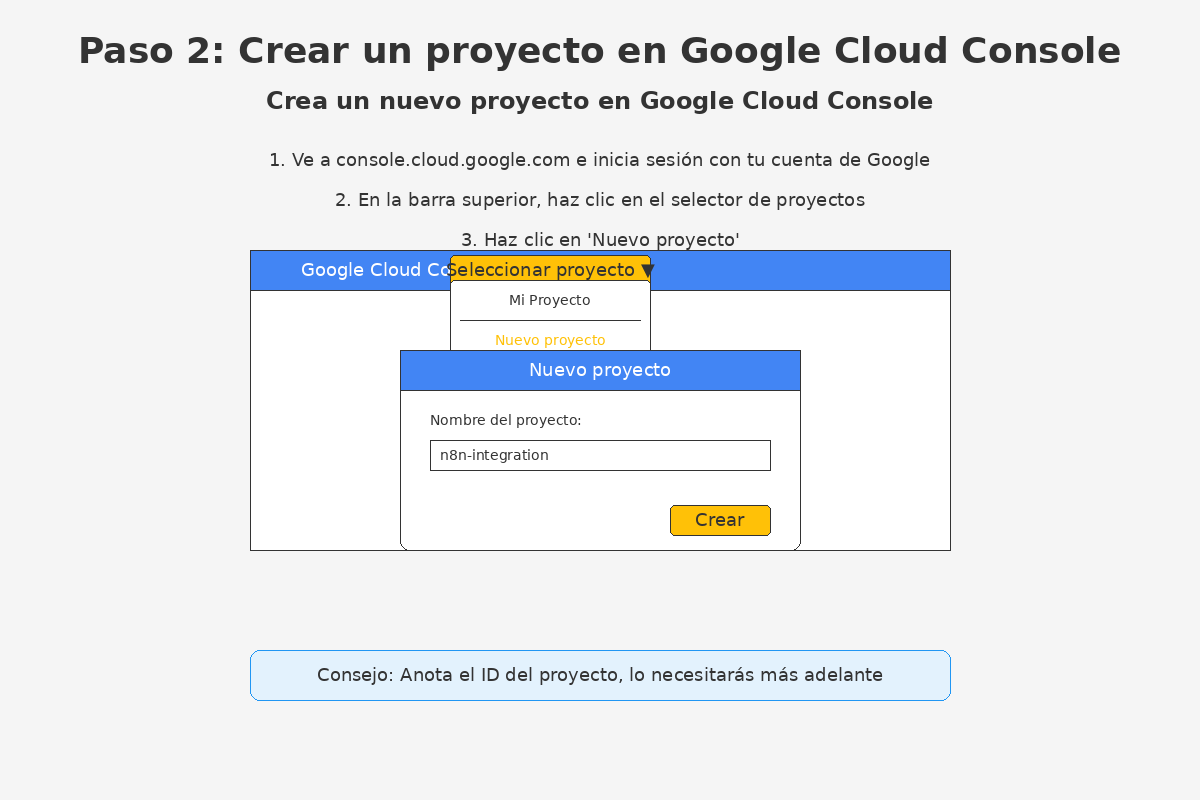 Paso 2: Crear un proyecto en Google Cloud Console
Crea un nuevo proyecto en Google Cloud Console
1. Ve a console.cloud.google.com e inicia sesión con tu cuenta de Google
2. En la barra superior, haz clic en el selector de proyectos
3. Haz clic en 'Nuevo proyecto'
Google Cloud Co
Seleccionar proyecto ▼
Mi Proyecto
Nuevo proyecto
Nuevo proyecto
Nombre del proyecto:
n8n-integration
Crear
Consejo: Anota el ID del proyecto, lo necesitarás más adelante